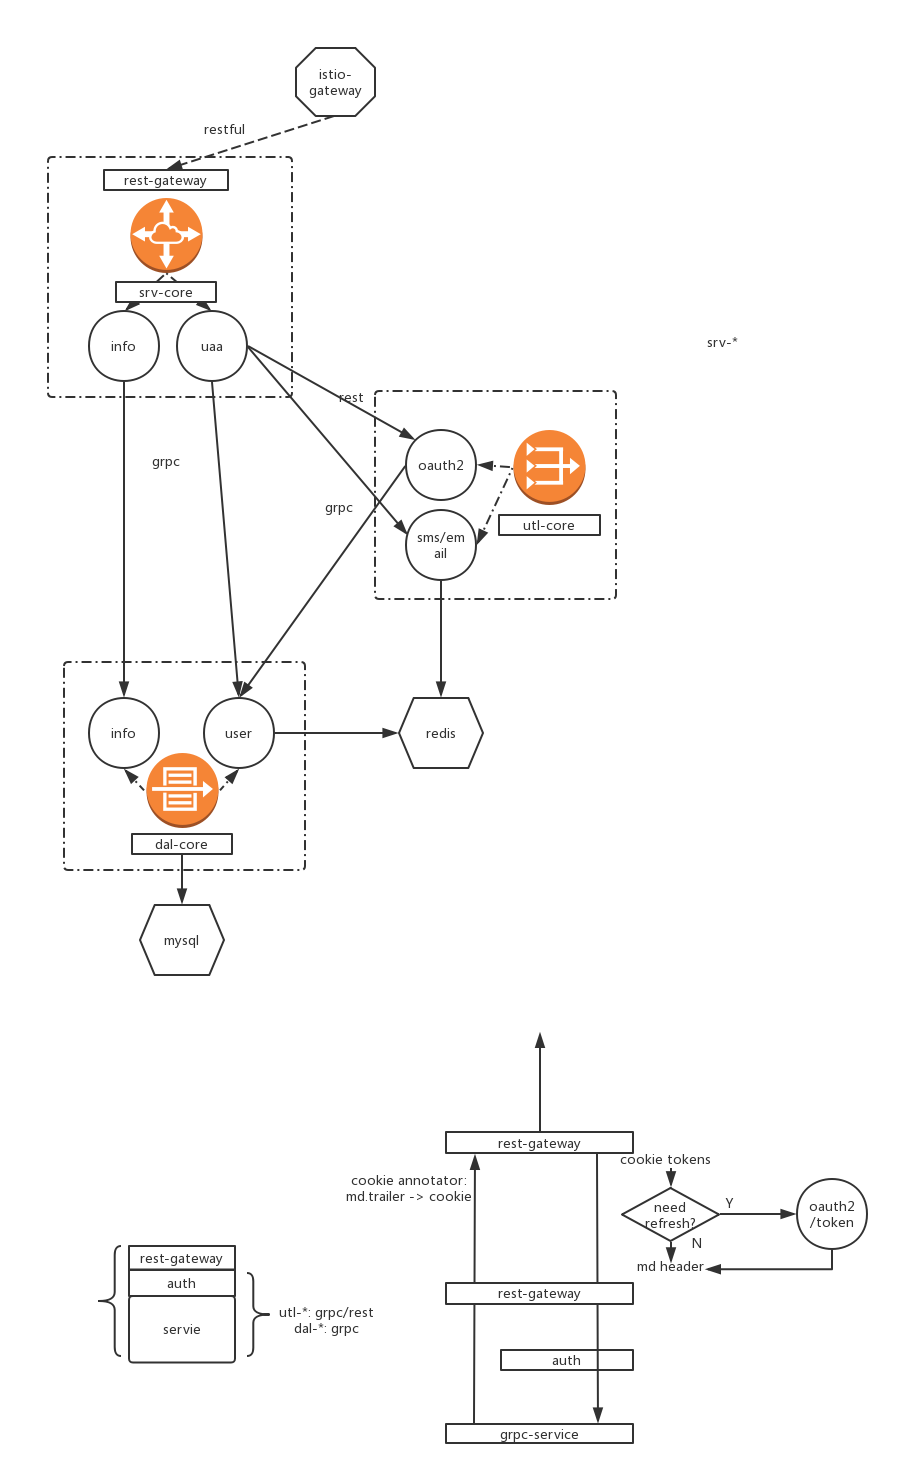 istio-
gateway
restful
rest-gateway
srv-core
info
uaa
srv-*
rest
grpc
oauth2
grpc
utl-core
sms/em
ail
info
user
redis
dal-core
mysql
rest-gateway
cookie tokens
cookie annotator:
md.trailer -> cookie
need
refresh?
Y
oauth2
/token
N
md header
rest-gateway
auth
servie
utl-*: grpc/rest
dal-*: grpc
rest-gateway
auth
grpc-service